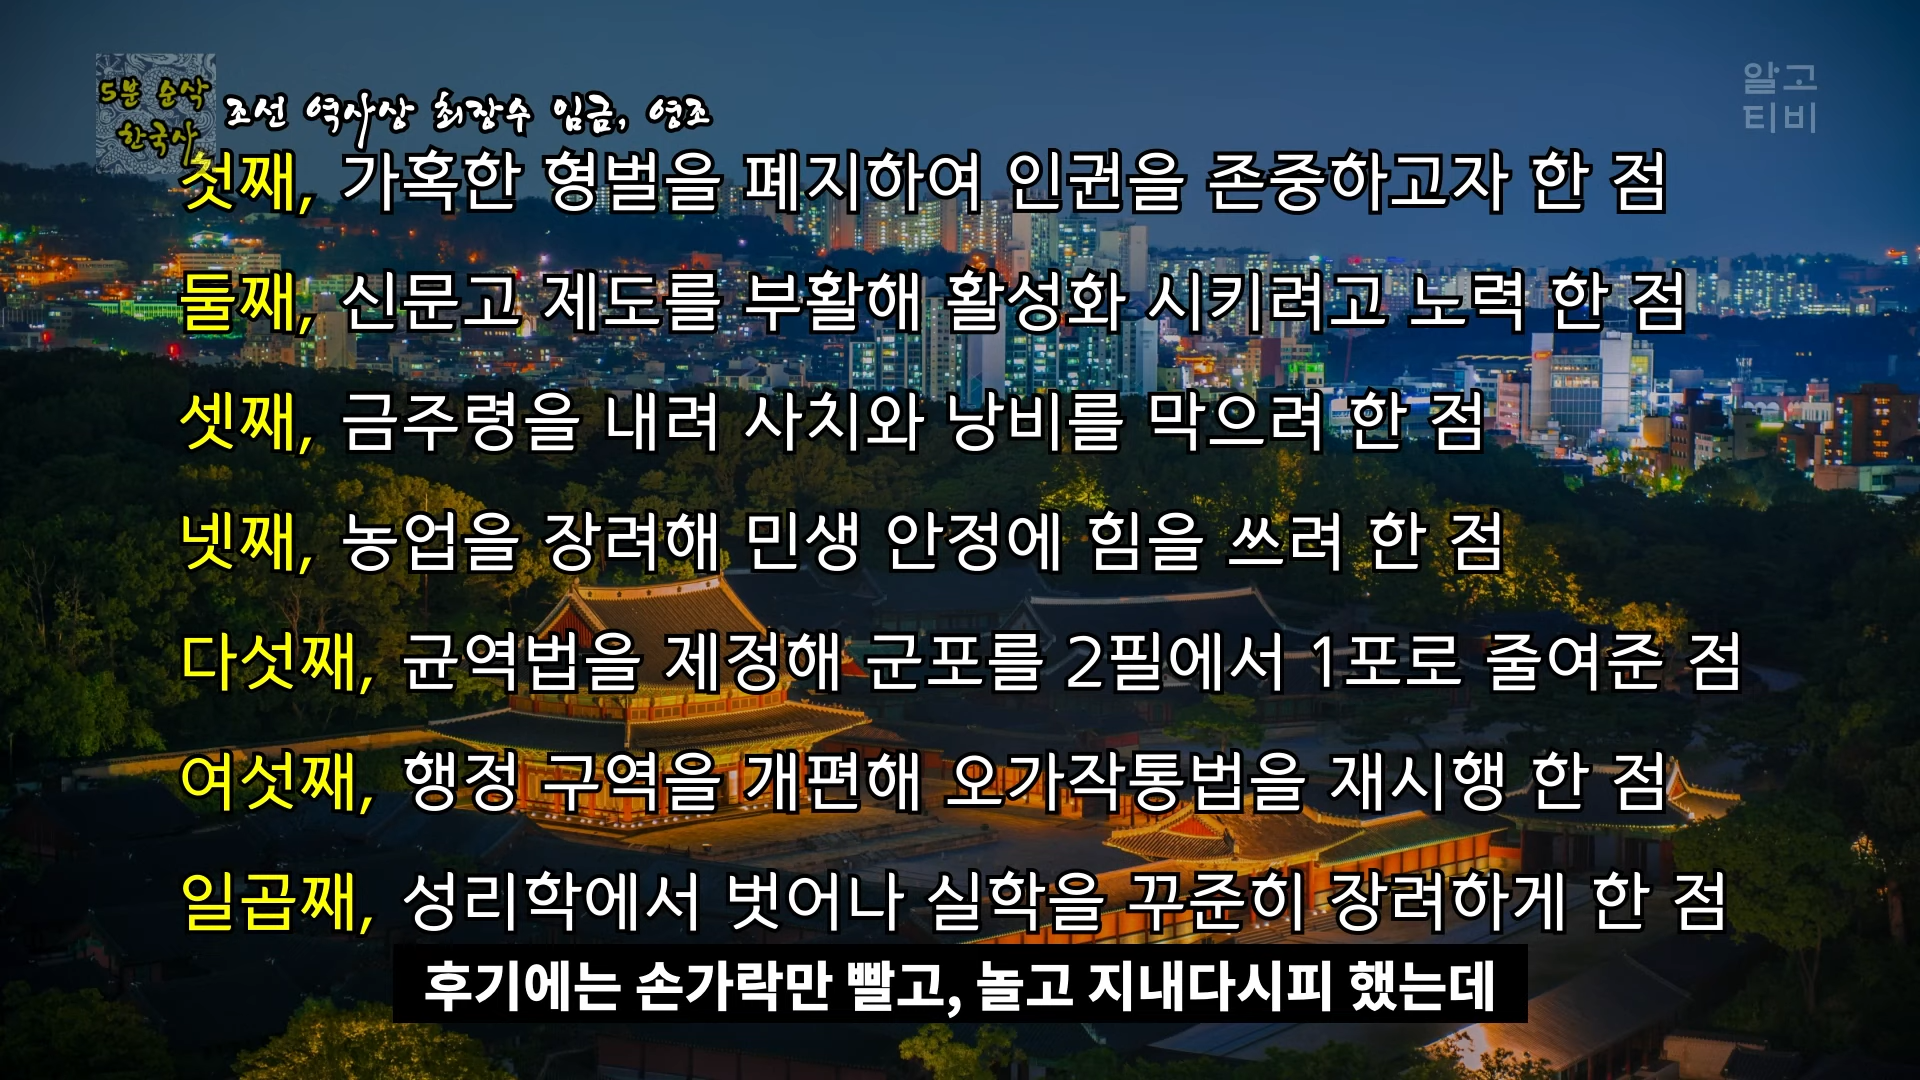 5분 순삭
한국사
조선 역사상 최장수 임금, 영조
알고
티비
첫째, 가혹한 형벌을 폐지하여 인권을 존중하고자 한 점
둘째, 신문고 제도를 부활해 활성화 시키려고 노력 한 점
셋째, 금주령을 내려 사치와 낭비를 막으려 한 점
넷째, 농업을 장려해 민생 안정에 힘을 쓰려 한 점
다섯째, 균역법을 제정해 군포를 2필에서 1포로 줄여준 점
여섯째, 행정 구역을 개편해 오가작통법을 재시행 한 점
일곱째, 성리학에서 벗어나 실학을 꾸준히 장려하게 한 점
후기에는 손가락만 빨고, 놀고 지내다시피 했는데